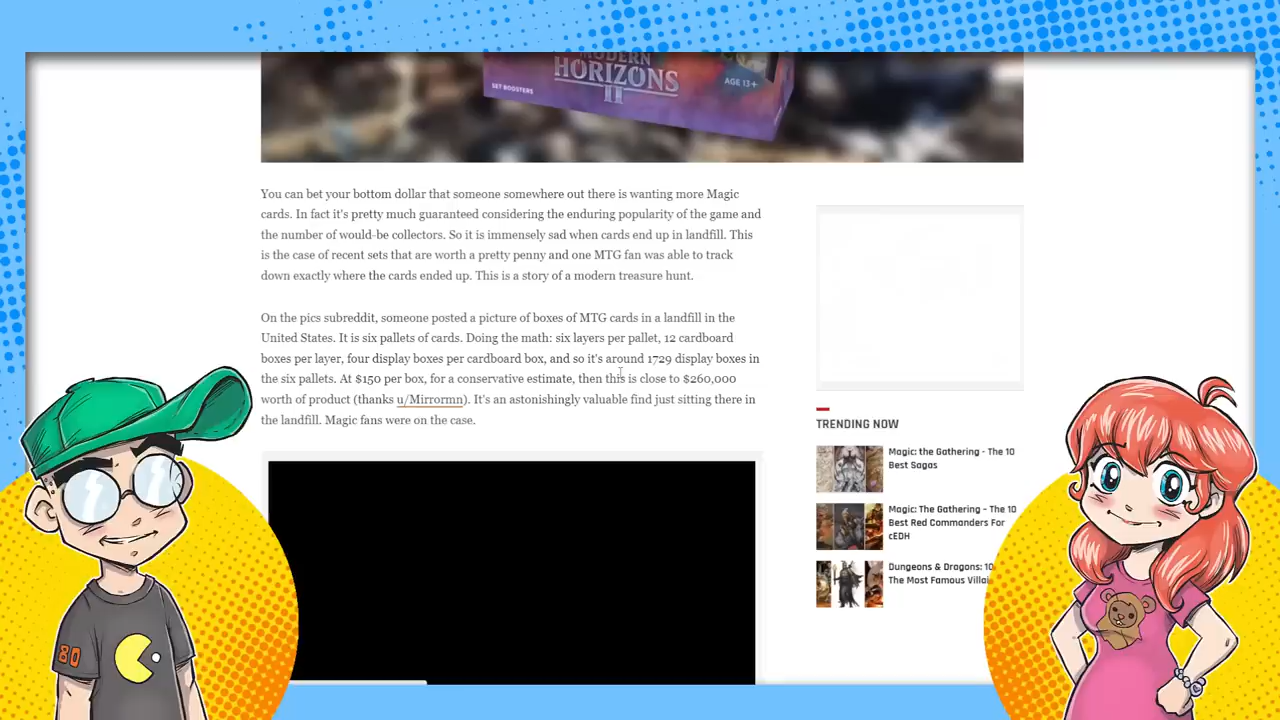 MODERN
HORIZONS
II
SET BOOSTERS
AGE 13+
You can bet your bottom dollar that someone somewhere out there is wanting more Magic
cards. In fact it's pretty much guaranteed considering the enduring popularity of the game and
the number of would-be collectors. So it is immensely sad when cards end up in landfill. This
is the case of recent sets that are worth a pretty penny and one MTG fan was able to track
down exactly where the cards ended up. This is a story of a modern treasure hunt.
On the pics subreddit, someone posted a picture of boxes of MTG cards in a landfill in the
United States. It is six pallets of cards. Doing the math: six layers per pallet, 12 cardboard
boxes per layer, four display boxes per cardboard box, and so it's around 1729 display boxes in
the six pallets. At $150 per box, for a conservative estimate, then this is close to $260,000
worth of product (thanks u/Mirrormn). It's an astonishingly valuable find just sitting there in
the landfill. Magic fans were on the case.
TRENDING NOW
Magic: the Gathering - The 10
Best Sagas
Magic: The Gathering – The 10
Best Red Commanders For
cEDH
Dungeons & Dragons: 10
The Most Famous
80